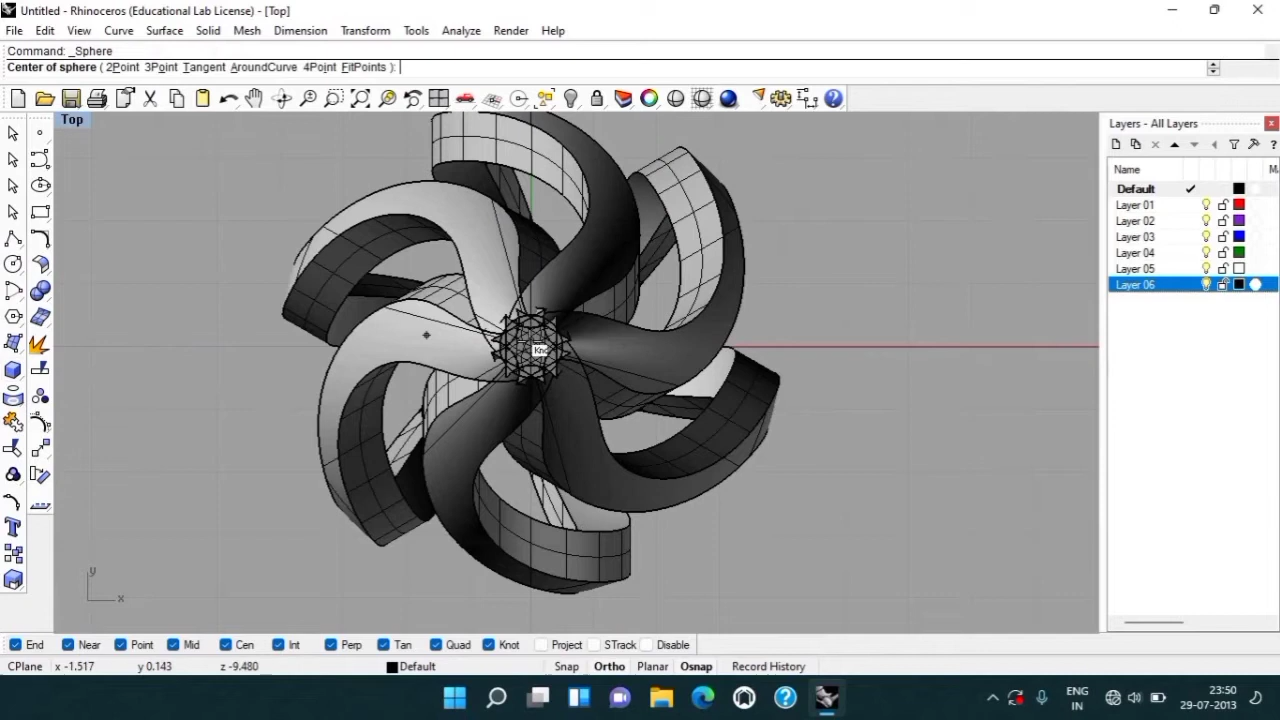 Untitled - Rhinoceros (Educational Lab License) - [Top]
File Edit View Curve Surface Solid Mesh Dimension Transform Tools Analyze Render Help
Command: _Sphere
Center of sphere ( 2Point 3Point Tangent AroundCurve 4Point FitPoints ):
Top
Layers - All Layers
Name M
Default
Layer 01
Layer 02
Layer 03
Layer 04
Layer 05
Layer 06
Kno
y
x
End Near Point Mid Cen Int Perp Tan Quad Knot Project STrack Disable
CPlane x -1.517 y 0.143 z -9.480 Default Snap Ortho Planar Osnap Record History
ENG
IN
23:50
29-07-2013